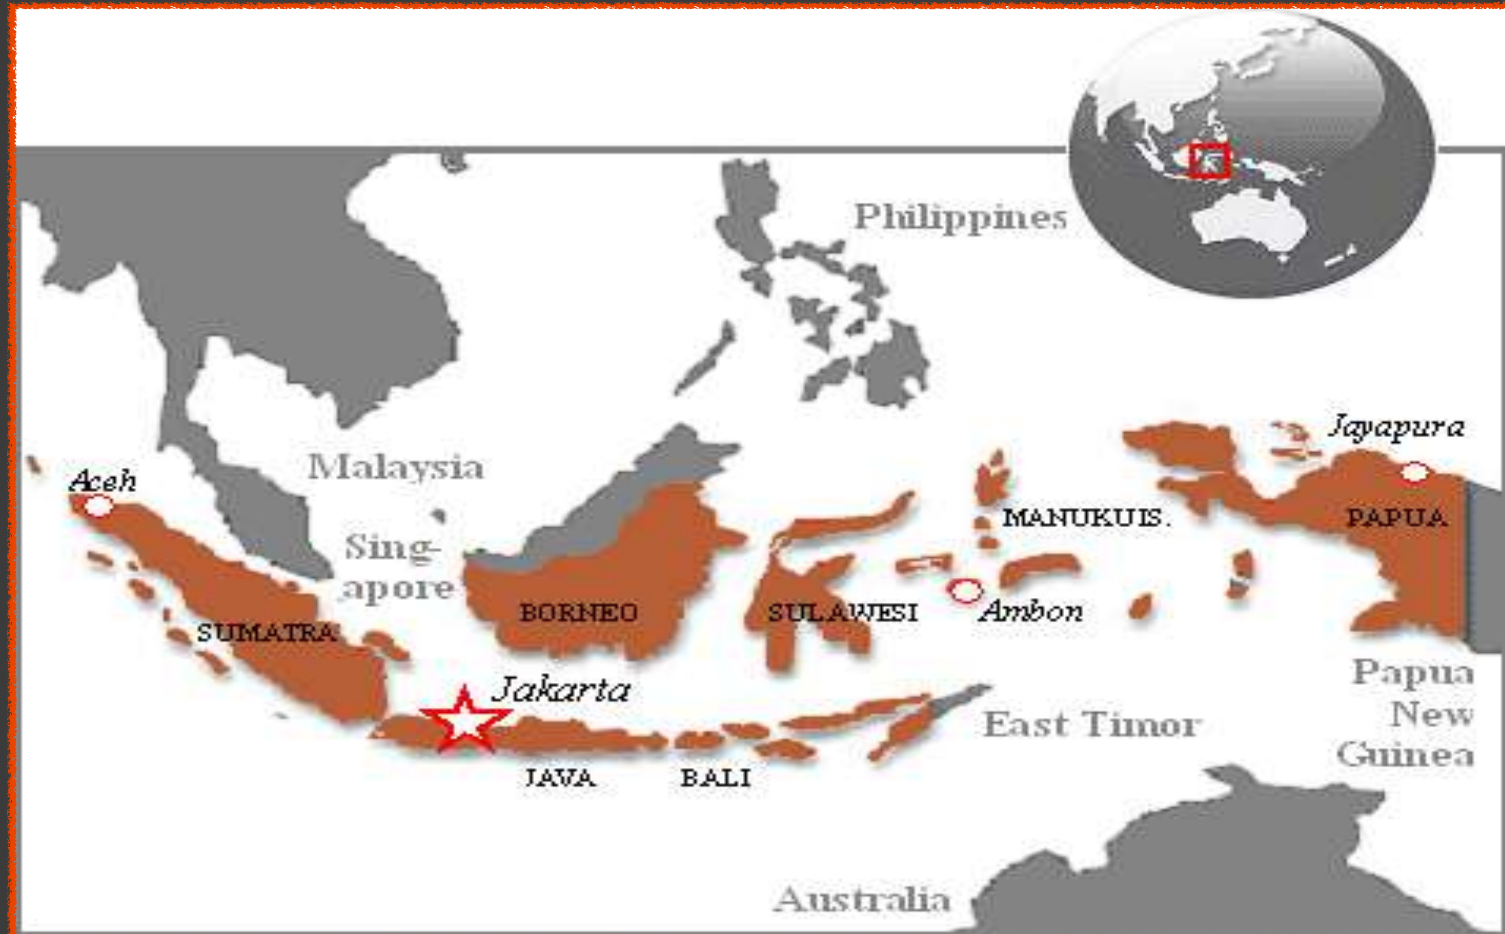 Philippines
Jayapura
Malaysia
Aceh
MANUKUIS.
PAPUA
Sing-
apore
BORNEO
SULAWESI
Ambon
SUMATRA
Jakarta
Papua
New
Guinea
East Timor
JAVA
BALI
Australia